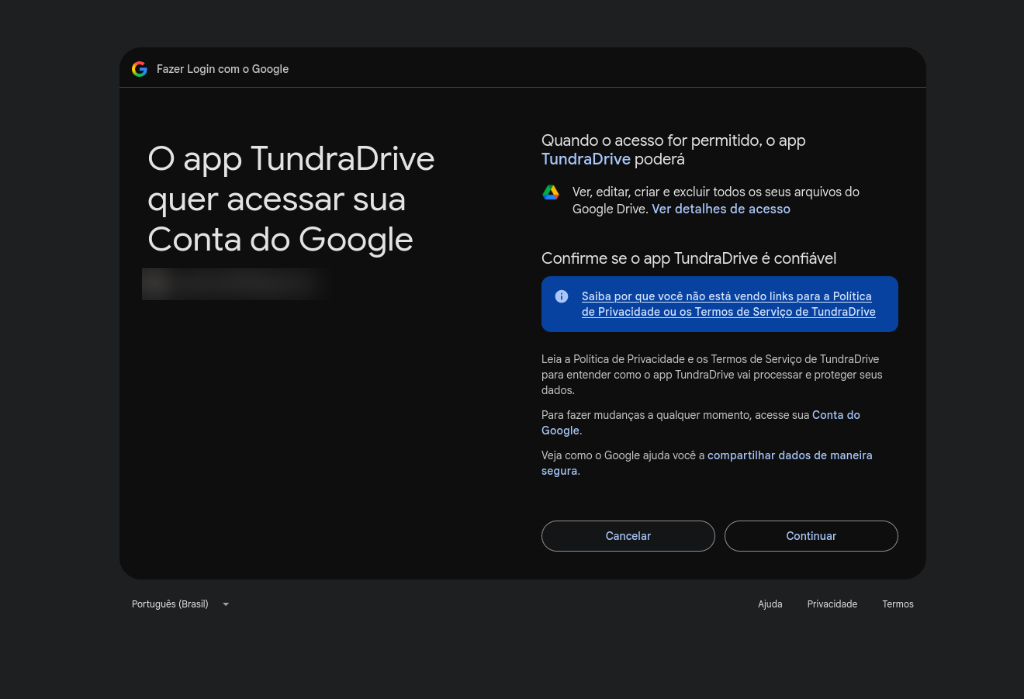 Fazer Login com o Google
O app TundraDrive
quer acessar sua
Conta do Google
Quando o acesso for permitido, o app
TundraDrive poderá
Ver, editar, criar e excluir todos os seus arquivos do
Google Drive. Ver detalhes de acesso
Confirme se o app TundraDrive é confiável
Saiba por que você não está vendo links para a Política
de Privacidade ou os Termos de Serviço de TundraDrive
Leia a Política de Privacidade e os Termos de Serviço de TundraDrive
para entender como o app TundraDrive vai processar e proteger seus
dados.
Para fazer mudanças a qualquer momento, acesse sua Conta do
Google.
Veja como o Google ajuda você a compartilhar dados de maneira
segura.
Cancelar
Continuar
Português (Brasil)
Ajuda
Privacidade
Termos